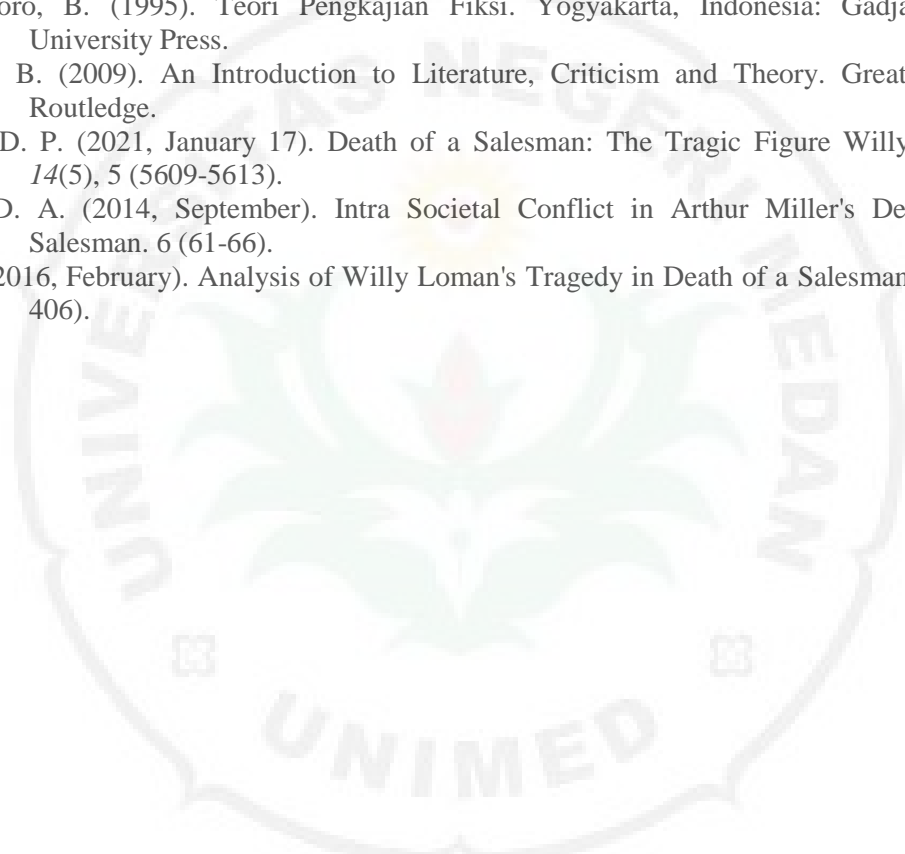 oro, B. (1995). Teori Pengkajian Fiksi. Yogyakarta, Indonesia: Gadja
University Press.
B. (2009). An Introduction to Literature, Criticism and Theory. Great
Routledge.
D. P. (2021, January 17). Death of a Salesman: The Tragic Figure Willy
14(5), 5 (5609-5613).
D. A. (2014, September). Intra Societal Conflict in Arthur Miller's De
Salesman. 6 (61-66).
2016, February). Analysis of Willy Loman's Tragedy in Death of a Salesman
406).
UNIVERSITAS NEGERI MEDAN
UNIMED